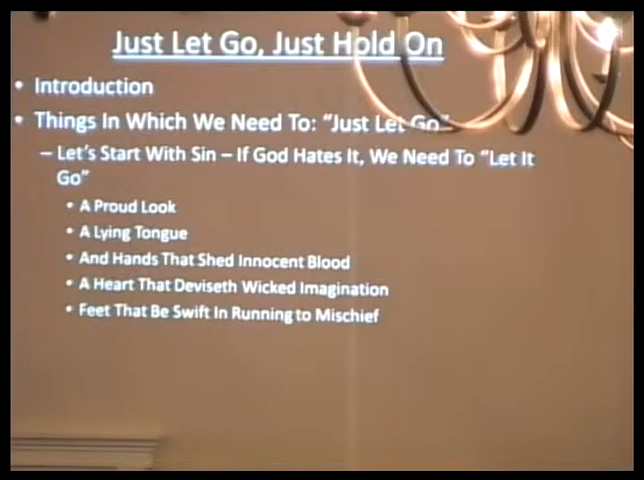 Just Let Go, Just Hold On
• Introduction
• Things In Which We Need To: "Just Let Go"
– Let's Start With Sin – If God Hates It, We Need To "Let It
Go"
• A Proud Look
• A Lying Tongue
• And Hands That Shed Innocent Blood
• A Heart That Deviseth Wicked Imagination
• Feet That Be Swift In Running to Mischief